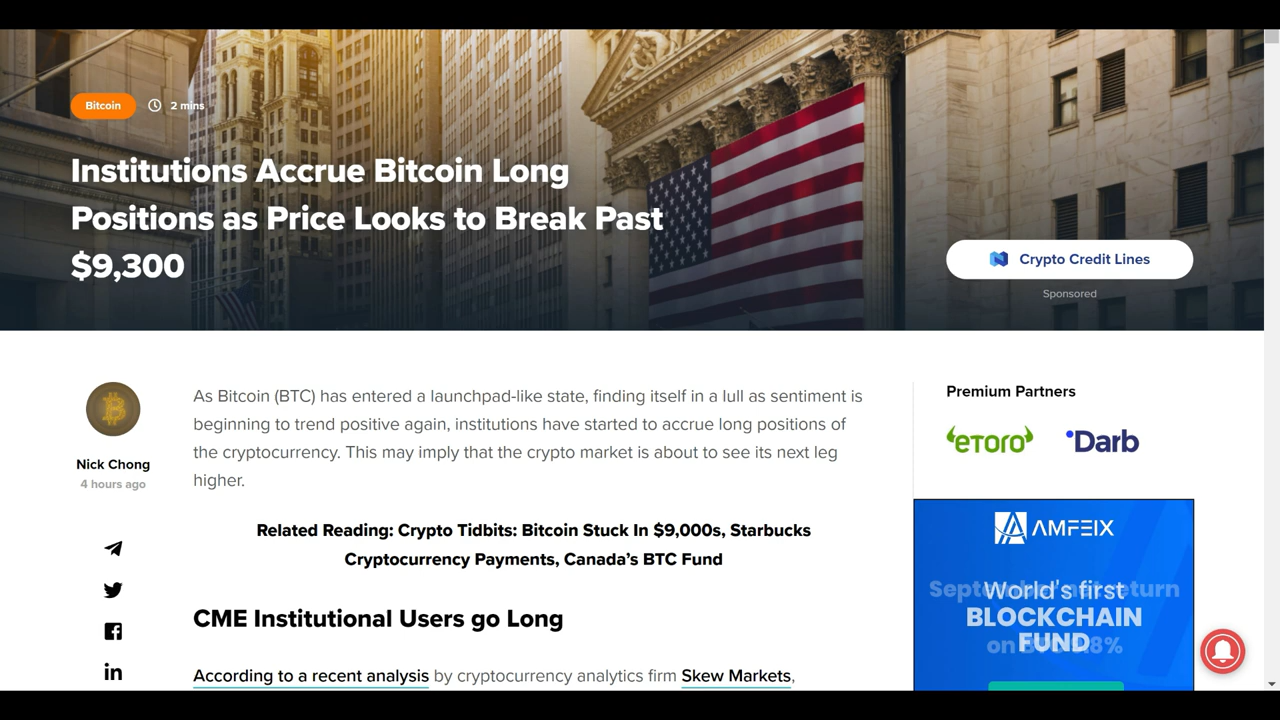 NEW YORK STOCK EXCHANGE
Bitcoin
2 mins
Institutions Accrue Bitcoin Long
Positions as Price Looks to Break Past
$9,300
Crypto Credit Lines
Sponsored
Nick Chong
4 hours ago
As Bitcoin (BTC) has entered a launchpad-like state, finding itself in a lull as sentiment is
beginning to trend positive again, institutions have started to accrue long positions of
the cryptocurrency. This may imply that the crypto market is about to see its next leg
higher.
Related Reading: Crypto Tidbits: Bitcoin Stuck In $9,000s, Starbucks
Cryptocurrency Payments, Canada’s BTC Fund
CME Institutional Users go Long
According to a recent analysis by cryptocurrency analytics firm Skew Markets,
Premium Partners
eTORO
Darb
AMFEIX
World's first
BLOCKCHAIN
FUND